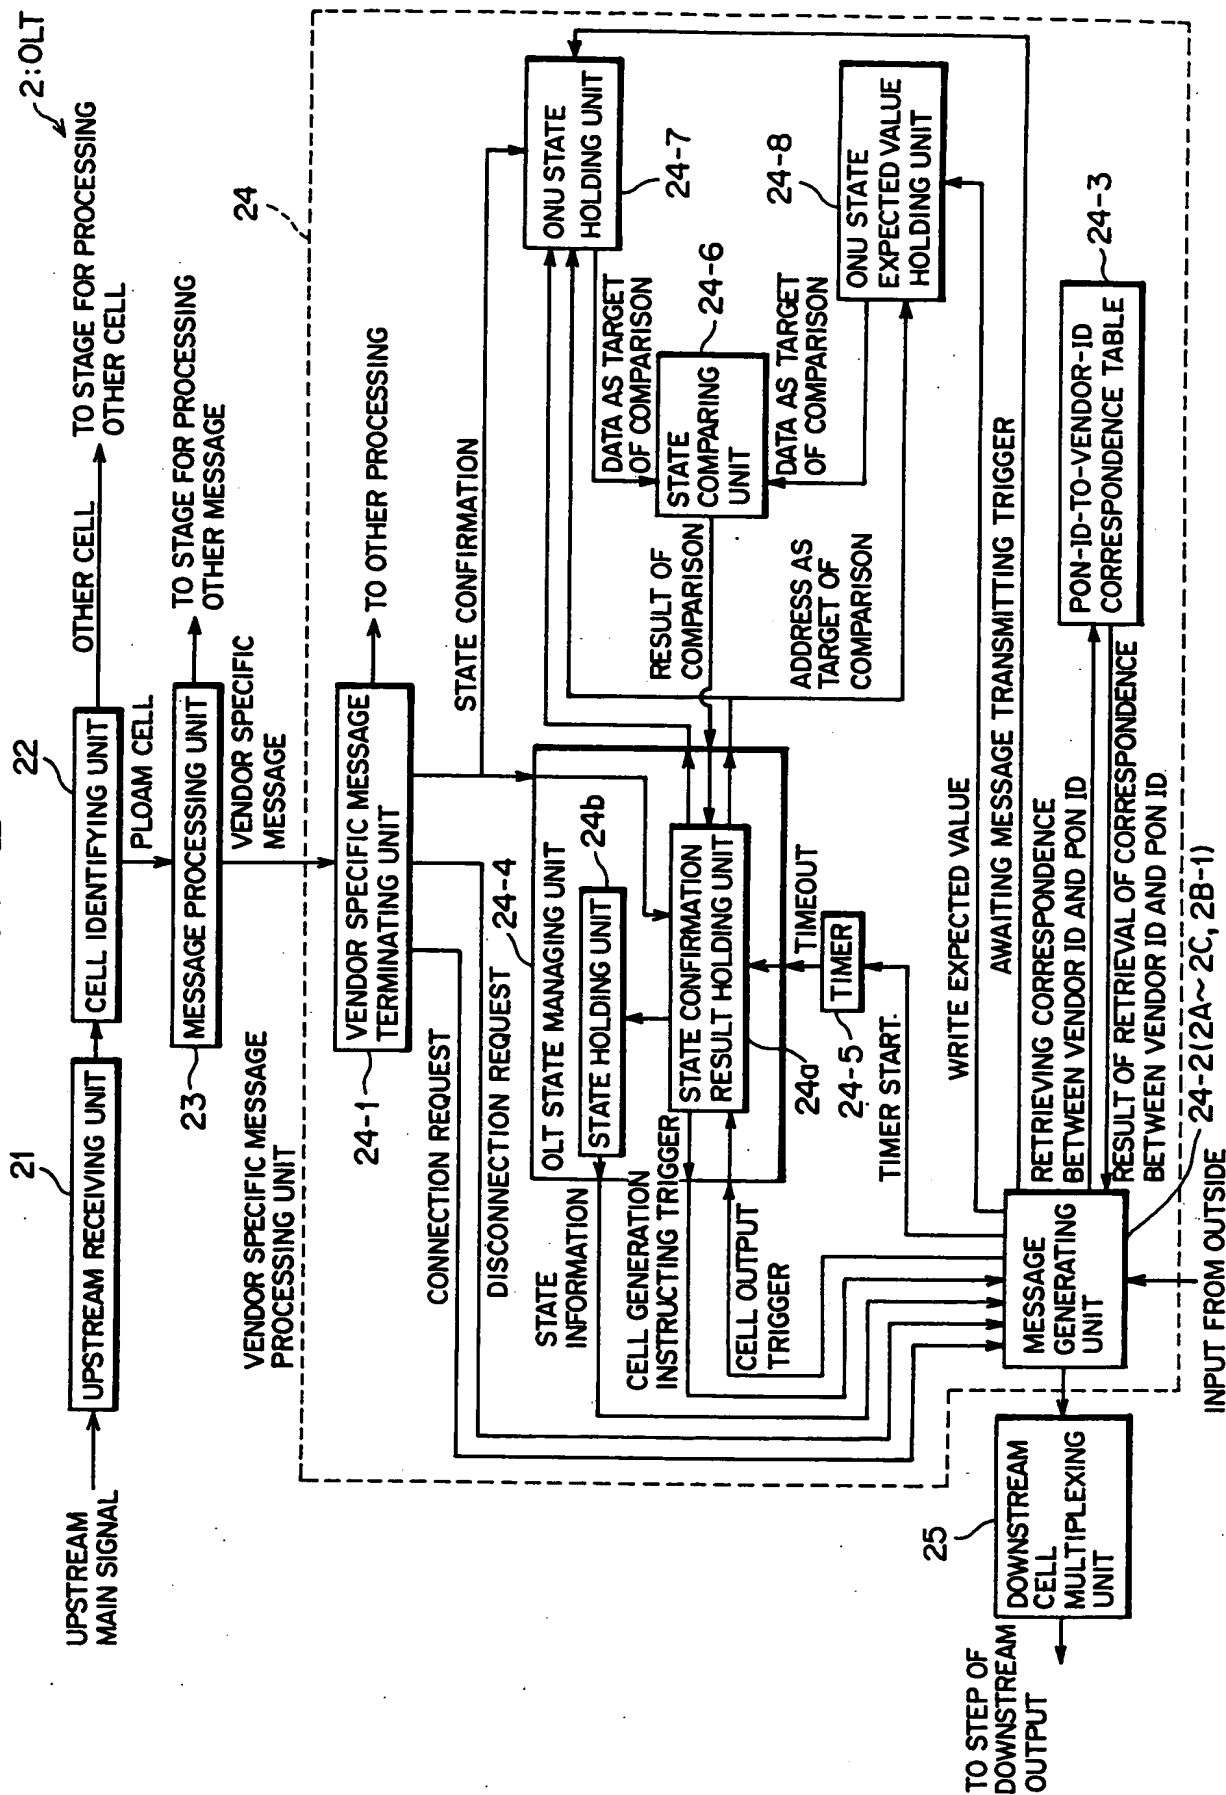 2:OLT
UPSTREAM
MAIN SIGNAL
21
UPSTREAM RECEIVING UNIT
22
CELL IDENTIFYING UNIT
OTHER CELL
TO STAGE FOR PROCESSING
OTHER CELL
PLOAM CELL
23
MESSAGE PROCESSING UNIT
TO STAGE FOR PROCESSING
OTHER MESSAGE
VENDOR SPECIFIC
MESSAGE
24
VENDOR SPECIFIC MESSAGE
PROCESSING UNIT
24-1
VENDOR SPECIFIC MESSAGE
TERMINATING UNIT
TO OTHER PROCESSING
CONNECTION REQUEST
DISCONNECTION REQUEST
STATE CONFIRMATION
24-4
OLT STATE MANAGING UNIT
STATE HOLDING UNIT
24b
STATE CONFIRMATION
RESULT HOLDING UNIT
24a
STATE
INFORMATION
CELL GENERATION
INSTRUCTING TRIGGER
CELL OUTPUT
TRIGGER
TIMEOUT
TIMER
24-5
TIMER START
ONU STATE
HOLDING UNIT
24-7
DATA AS TARGET
OF COMPARISON
24-6
STATE
COMPARING
UNIT
RESULT OF
COMPARISON
DATA AS TARGET
OF COMPARISON
24-8
ONU STATE
EXPECTED VALUE
HOLDING UNIT
ADDRESS AS
TARGET OF
COMPARISON
WRITE EXPECTED VALUE
AWAITING MESSAGE TRANSMITTING TRIGGER
RETRIEVING CORRESPONDENCE
BETWEEN VENDOR ID AND PON ID
PON-ID-TO-VENDOR-ID
CORRESPONDENCE TABLE
24-3
RESULT OF RETRIEVAL OF CORRESPONDENCE
BETWEEN VENDOR ID AND PON ID
MESSAGE
GENERATING
UNIT
24-2(2A~2C, 2B-1)
INPUT FROM OUTSIDE
25
DOWNSTREAM
CELL
MULTIPLEXING
UNIT
TO STEP OF
DOWNSTREAM
OUTPUT